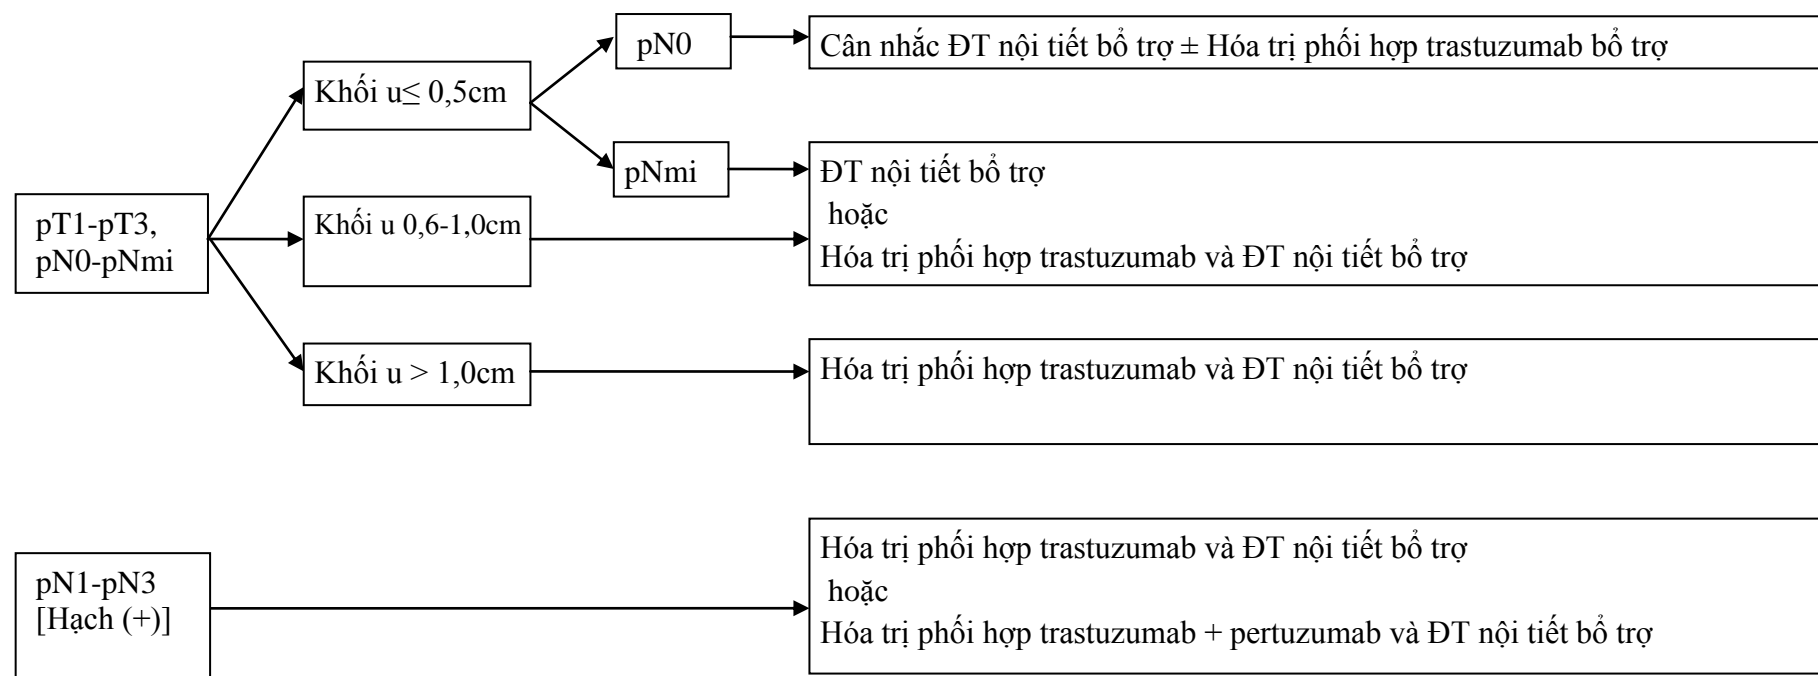 pN0
Cân nhắc ĐT nội tiết bổ trợ ± Hóa trị phối hợp trastuzumab bổ trợ
Khối u≤ 0,5cm
pNmi
ĐT nội tiết bổ trợ
hoặc
Hóa trị phối hợp trastuzumab và ĐT nội tiết bổ trợ
pT1-pT3,
pN0-pNmi
Khối u 0,6-1,0cm
Khối u > 1,0cm
Hóa trị phối hợp trastuzumab và ĐT nội tiết bổ trợ
pN1-pN3
[Hạch (+)]
Hóa trị phối hợp trastuzumab và ĐT nội tiết bổ trợ
hoặc
Hóa trị phối hợp trastuzumab + pertuzumab và ĐT nội tiết bổ trợ